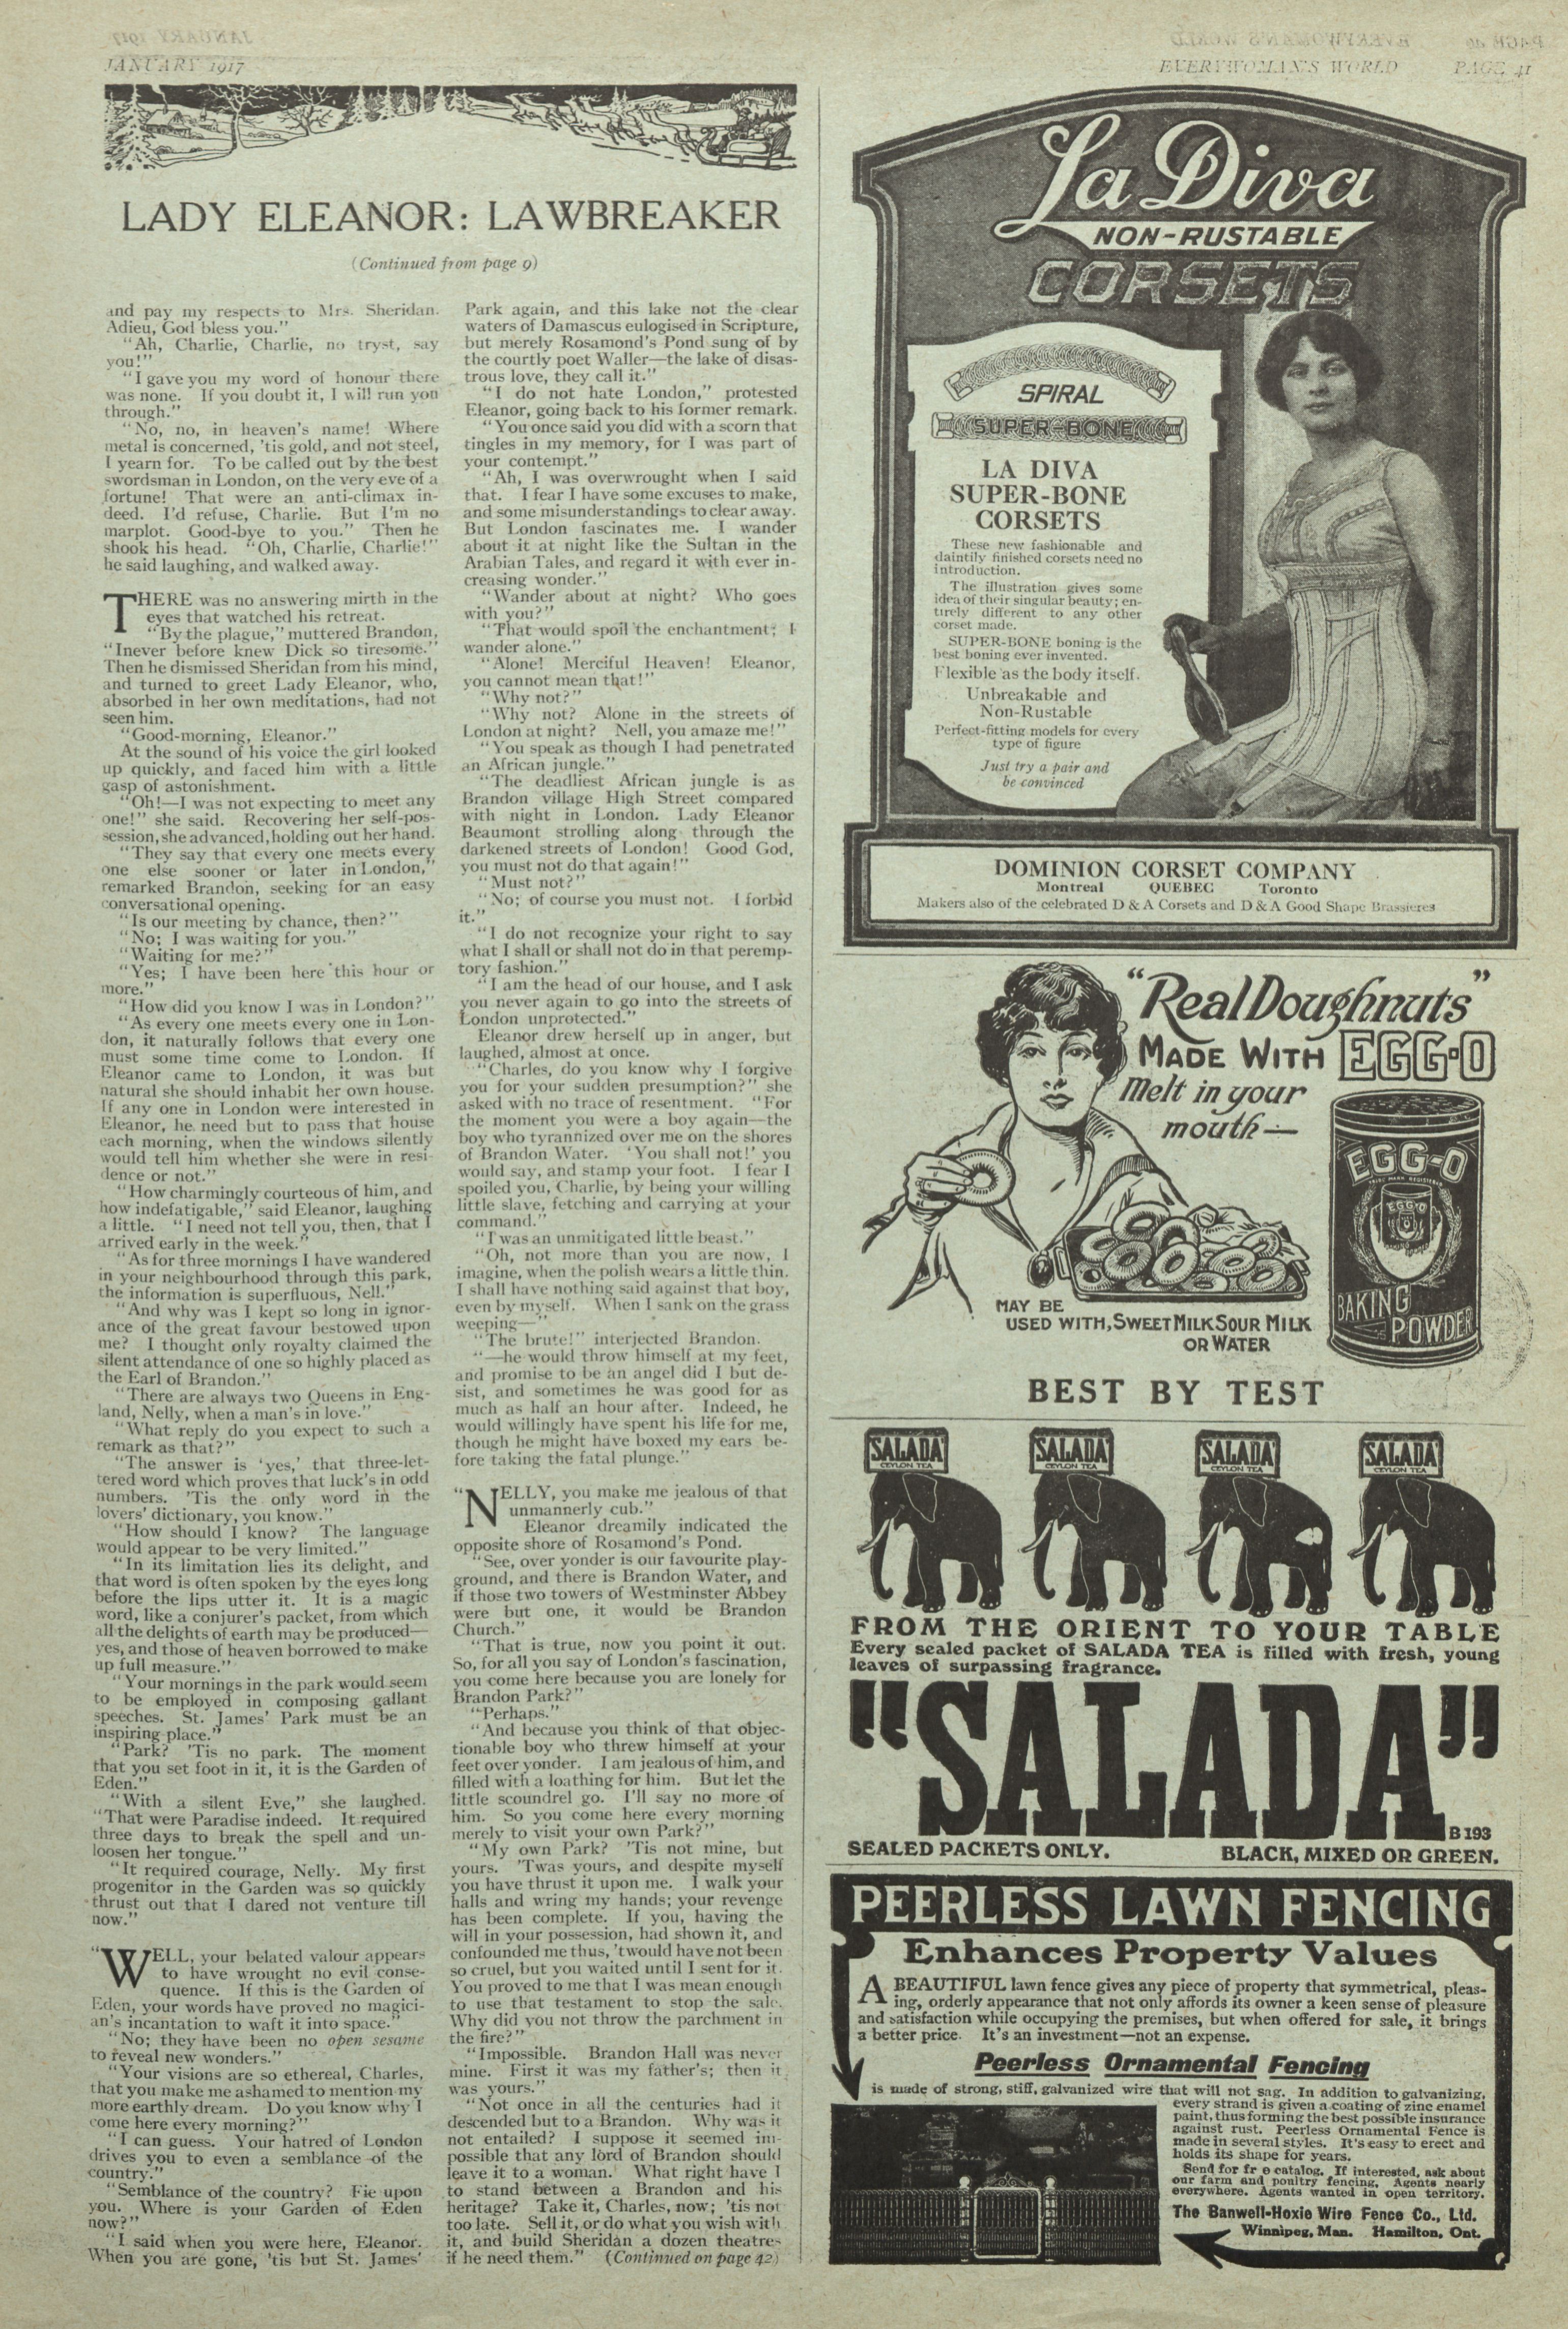 JANUARY 1917
EVERYWOMAN'S WORLD
PAGE 41
LADY ELEANOR: LAWBREAKER
(Continued from page 9)
and pay my respects to Mrs. Sheridan.
Adieu, God bless you."
"Ah, Charlie, Charlie, no tryst, say
you!"
"I gave you my word of honour there
was none. If you doubt it, I will run you
through."
"No, no, in heaven's name! Where
metal is concerned, 'tis gold, and not steel,
I yearn for. To be called out by the best
swordsman in London, on the very eve of a
fortune! That were an anti-climax in-
deed. I'd refuse, Charlie. But I'm no
marplot. Good-bye to you." Then he
shook his head. "Oh, Charlie, Charlie!"
he said laughing, and walked away.
THERE was no answering mirth in the
eyes that watched his retreat.
"By the plague," muttered Brandon,
"Inever before knew Dick so tiresome."
Then he dismissed Sheridan from his mind,
and turned to greet Lady Eleanor, who,
absorbed in her own meditations, had not
seen him.
"Good-morning, Eleanor."
At the sound of his voice the girl looked
up quickly, and faced him with a little
gasp of astonishment.
"Oh!—I was not expecting to meet any
one!" she said. Recovering her self-pos-
session, she advanced, holding out her hand.
"They say that every one meets every
one else sooner or later in London,"
remarked Brandon, seeking for an easy
conversational opening.
"Is our meeting by chance, then?"
"No; I was waiting for you."
"Waiting for me?"
"Yes; I have been here this hour or
more."
"How did you know I was in London?"
"As every one meets every one in Lon-
don, it naturally follows that every one
must some time come to London. If
Eleanor came to London, it was but
natural she should inhabit her own house.
If any one in London were interested in
Eleanor, he need but to pass that house
each morning, when the windows silently
would tell him whether she were in resi-
dence or not."
"How charmingly courteous of him, and
how indefatigable," said Eleanor, laughing
a little. "I need not tell you, then, that I
arrived early in the week."
"As for three mornings I have wandered
in your neighbourhood through this park,
the information is superfluous, Nell."
"And why was I kept so long in ignor-
ance of the great favour bestowed upon
me? I thought only royalty claimed the
silent attendance of one so highly placed as
the Earl of Brandon."
"There are always two Queens in Eng-
land, Nelly, when a man's in love."
"What reply do you expect to such a
remark as that?"
"The answer is 'yes,' that three-let-
tered word which proves that luck's in odd
numbers. 'Tis the only word in the
lovers' dictionary, you know."
"How should I know? The language
would appear to be very limited."
"In its limitation lies its delight, and
that word is often spoken by the eyes long
before the lips utter it. It is a magic
word, like a conjurer's packet, from which
all the delights of earth may be produced—
yes, and those of heaven borrowed to make
up full measure."
"Your mornings in the park would seem
to be employed in composing gallant
speeches. St. James' Park must be an
inspiring place."
"Park? 'Tis no park. The moment
that you set foot in it, it is the Garden of
Eden."
"With a silent Eve," she laughed.
"That were Paradise indeed. It required
three days to break the spell and un-
loosen her tongue."
"It required courage, Nelly. My first
progenitor in the Garden was so quickly
thrust out that I dared not venture till
now."
"WELL, your belated valour appears
to have wrought no evil conse-
quence. If this is the Garden of
Eden, your words have proved no magici-
an's incantation to waft it into space."
"No; they have been no open sesame
to reveal new wonders."
"Your visions are so ethereal, Charles,
that you make me ashamed to mention my
more earthly dream. Do you know why I
come here every morning?"
"I can guess. Your hatred of London
drives you to even a semblance of the
country."
"Semblance of the country? Fie upon
you. Where is your Garden of Eden
now?"
"I said when you were here, Eleanor.
When you are gone, 'tis but St. James'
Park again, and this lake not the clear
waters of Damascus eulogised in Scripture,
but merely Rosamond's Pond sung of by
the courtly poet Waller—the lake of disas-
trous love, they call it."
"I do not hate London," protested
Eleanor, going back to his former remark.
"You once said you did with a scorn that
tingles in my memory, for I was part of
your contempt."
"Ah, I was overwrought when I said
that. I fear I have some excuses to make,
and some misunderstandings to clear away.
But London fascinates me. I wander
about it at night like the Sultan in the
Arabian Tales, and regard it with ever in-
creasing wonder."
"Wander about at night? Who goes
with you?"
"That would spoil the enchantment; I
wander alone."
"Alone! Merciful Heaven! Eleanor,
you cannot mean that!"
"Why not?"
"Why not? Alone in the streets of
London at night? Nell, you amaze me!"
"You speak as though I had penetrated
an African jungle."
"The deadliest African jungle is as
Brandon village High Street compared
with night in London. Lady Eleanor
Beaumont strolling along through the
darkened streets of London! Good God,
you must not do that again!"
"Must not?"
"No; of course you must not. I forbid
it."
"I do not recognize your right to say
what I shall or shall not do in that peremp-
tory fashion."
"I am the head of our house, and I ask
you never again to go into the streets of
London unprotected."
Eleanor drew herself up in anger, but
laughed, almost at once.
"Charles, do you know why I forgive
you for your sudden presumption?" she
asked with no trace of resentment. "For
the moment you were a boy again—the
boy who tyrannized over me on the shores
of Brandon Water. 'You shall not!' you
would say, and stamp your foot. I fear I
spoiled you, Charlie, by being your willing
little slave, fetching and carrying at your
command."
"I was an unmitigated little beast."
"Oh, not more than you are now, I
imagine, when the polish wears a little thin.
I shall have nothing said against that boy,
even by myself. When I sank on the grass
weeping—"
"The brute!" interjected Brandon.
"—he would throw himself at my feet,
and promise to be an angel did I but de-
sist, and sometimes he was good for as
much as half an hour after. Indeed, he
would willingly have spent his life for me,
though he might have boxed my ears be-
fore taking the fatal plunge."
"NELLY, you make me jealous of that
unmannerly cub."
Eleanor dreamily indicated the
opposite shore of Rosamond's Pond.
"See, over yonder is our favourite play-
ground, and there is Brandon Water, and
if those two towers of Westminster Abbey
were but one, it would be Brandon
Church."
"That is true, now you point it out.
So, for all you say of London's fascination,
you come here because you are lonely for
Brandon Park?"
"Perhaps."
"And because you think of that objec-
tionable boy who threw himself at your
feet over yonder. I am jealous of him, and
filled with a loathing for him. But let the
little scoundrel go. I'll say no more of
him. So you come here every morning
merely to visit your own Park?"
"My own Park? 'Tis not mine, but
yours. 'Twas yours, and despite myself
you have thrust it upon me. I walk your
halls and wring my hands; your revenge
has been complete. If you, having the
will in your possession, had shown it, and
confounded me thus, 'twould have not been
so cruel, but you waited until I sent for it.
You proved to me that I was mean enough
to use that testament to stop the sale.
Why did you not throw the parchment in
the fire?"
"Impossible. Brandon Hall was never
mine. First it was my father's; then it
was yours."
"Not once in all the centuries had it
descended but to a Brandon. Why was it
not entailed? I suppose it seemed im-
possible that any lord of Brandon should
leave it to a woman. What right have I
to stand between a Brandon and his
heritage? Take it, Charles, now; 'tis not
too late. Sell it, or do what you wish with
it, and build Sheridan a dozen theatres
if he need them." (Continued on page 42)
La Diva
NON-RUSTABLE
CORSETS
SPIRAL
SUPER-BONE
LA DIVA
SUPER-BONE
CORSETS
These new fashionable and
daintily finished corsets need no
introduction.
The illustration gives some
idea of their singular beauty; en-
tirely different to any other
corset made.
SUPER-BONE boning is the
best boning ever invented.
Flexible as the body itself.
Unbreakable and
Non-Rustable
Perfect-fitting models for every
type of figure
Just try a pair and
be convinced
DOMINION CORSET COMPANY
Montreal QUEBEC Toronto
Makers also of the celebrated D & A Corsets and D & A Good Shape Brassieres
"Real Doughnuts"
MADE WITH EGG-O
Melt in your
mouth—
EGG-O
TRADE MARK REGISTERED
EGG-O
BAKING
POWDER
MAY BE
USED WITH, SWEET MILK SOUR MILK
OR WATER
BEST BY TEST
SALADA
CEYLON TEA
SALADA
CEYLON TEA
SALADA
CEYLON TEA
SALADA
CEYLON TEA
FROM THE ORIENT TO YOUR TABLE
Every sealed packet of SALADA TEA is filled with fresh, young
leaves of surpassing fragrance.
"SALADA"
B 193
SEALED PACKETS ONLY. BLACK, MIXED OR GREEN.
PEERLESS LAWN FENCING
Enhances Property Values
A BEAUTIFUL lawn fence gives any piece of property that symmetrical, pleas-
ing, orderly appearance that not only affords its owner a keen sense of pleasure
and satisfaction while occupying the premises, but when offered for sale, it brings
a better price. It's an investment—not an expense.
Peerless Ornamental Fencing
is made of strong, stiff, galvanized wire that will not sag. In addition to galvanizing,
every strand is given a coating of zinc enamel
paint, thus forming the best possible insurance
against rust. Peerless Ornamental Fence is
made in several styles. It's easy to erect and
holds its shape for years.
Send for fr e catalog. If interested, ask about
our farm and poultry fencing. Agents nearly
everywhere. Agents wanted in open territory.
The Banwell-Hoxie Wire Fence Co., Ltd.
Winnipeg, Man. Hamilton, Ont.